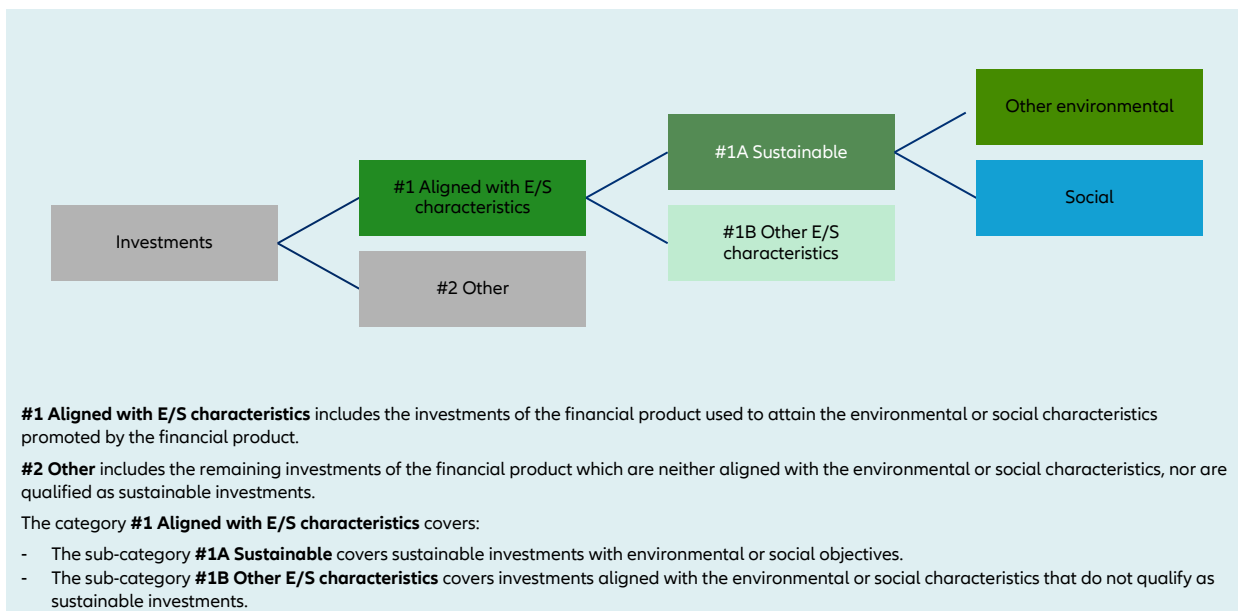 Other environmental
#1A Sustainable
#1 Aligned with E/S
characteristics
Social
Investments
#1B Other E/S
characteristics
#2 Other
#1 Aligned with E/S characteristics includes the investments of the financial product used to attain the environmental or social characteristics
promoted by the financial product.
#2 Other includes the remaining investments of the financial product which are neither aligned with the environmental or social characteristics, nor are
qualified as sustainable investments.
The category #1 Aligned with E/S characteristics covers:
- The sub-category #1A Sustainable covers sustainable investments with environmental or social objectives.
- The sub-category #1B Other E/S characteristics covers investments aligned with the environmental or social characteristics that do not qualify as
sustainable investments.